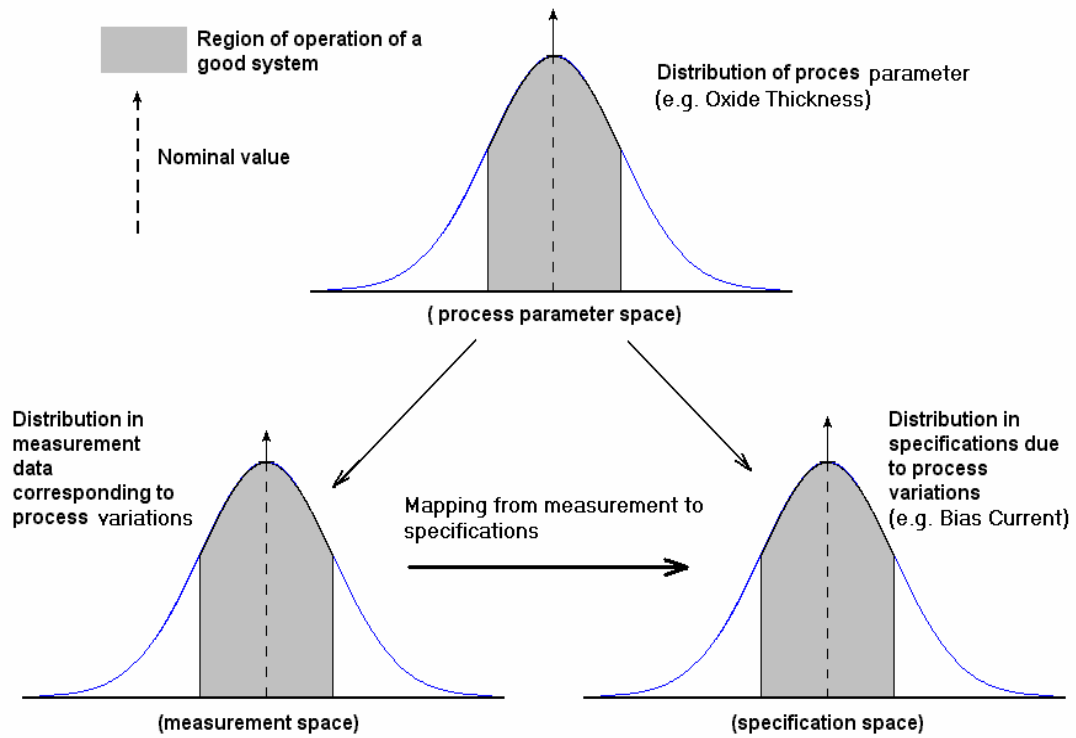 Region of operation of a
good system
Nominal value
Distribution of proces parameter
(e.g. Oxide Thickness)
( process parameter space)
Distribution in
measurement
data
corresponding to
process variations
Mapping from measurement to
specifications
Distribution in
specifications due
to process
variations
(e.g. Bias Current)
(measurement space)
(specification space)